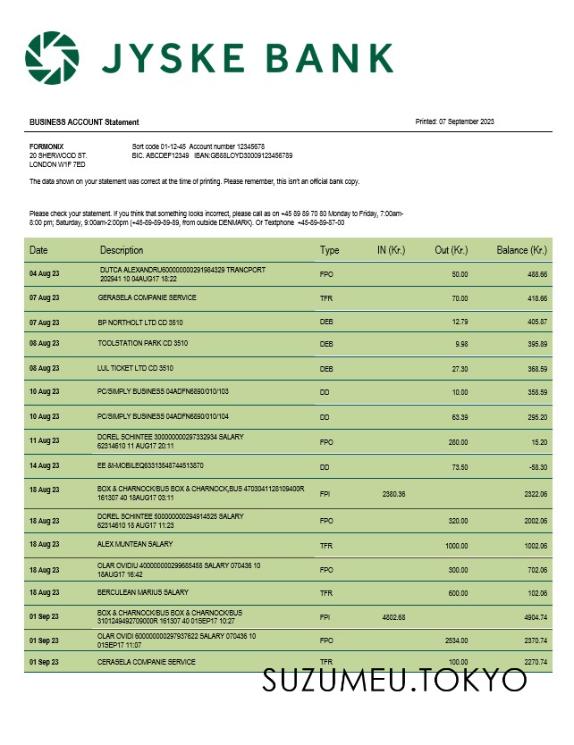 JYSKE BANK
BUSINESS ACCOUNT Statement Printed: 07 September 2023
FORMONIX Sort code 01-12-45 Account number 12345678
20 SHERWOOD ST. BIC. ABCDEF12349 IBAN:GB88LCYD30009123456789
LONDON W1F 7ED
The data shown on your statement was correct at the time of printing. Please remember, this isn't an official bank copy.
Please check your statement. If you think that something looks incorrect, please call as on +45 89 89 70 80 Monday to Friday, 7:00am-
8:00 pm; Saturday, 9:00am-2:00pm (+45-89-89-89-89, from outside DENMARK). Or Textphone +45-89-89-87-00
Date Description Type IN (Kr.) Out (Kr.) Balance (Kr.)
04 Aug 23 DUTCA ALEXANDRU600000000291984329 TRANCPORT FPO 50.00 488.66
202941 10 04AUG17 18:22
07 Aug 23 GERASELA COMPANIE SERVICE TFR 70.00 418.66
07 Aug 23 BP NORTHOLT LTD CD 3510 DEB 12.79 405.87
08 Aug 23 TOOLSTATION PARK CD 3510 DEB 9.98 395.89
08 Aug 23 LUL TICKET LTD CD 3510 DEB 27.30 368.59
10 Aug 23 PC/SIMPLY BUSINESS 04ADFN6890/010/103 DD 10.00 358.59
10 Aug 23 PC/SIMPLY BUSINESS 04ADFN6890/010/104 DD 63.39 295.20
11 Aug 23 DOREL SCHINTEE 300000000297332934 SALARY FPO 280.00 15.20
62314610 11 AUG17 20:11
14 Aug 23 EE &I-MOBILEQ63313648744513870 DD 73.50 -58.30
18 Aug 23 BOX & CHARNOCK/BUS BOX & CHARNOCK,BUS 4703041128109400R FPI 2380.36 2322.06
161307 40 18AUG17 03:11
18 Aug 23 DOREL SCHINTEE 500000000294914525 SALARY FPO 320.00 2002.06
62314610 18 AUG17 11:23
18 Aug 23 ALEX MUNTEAN SALARY TFR 1000.00 1002.06
18 Aug 23 OLAR OVIDIU 400000000299688488 SALARY 070436 10 FPO 300.00 702.06
18AUG17 16:42
18 Aug 23 BERCULEAN MARIUS SALARY TFR 600.00 102.06
01 Sep 23 BOX & CHARNOCK/BUS BOX & CHARNOCK/BUS FPI 4802.68 4904.74
3101249492709000R 161307 40 01SEP17 10:27
01 Sep 23 OLAR OVIDI 600000000297937622 SALARY 070436 10 FPO 2534.00 2370.74
01SEP17 11:07
01 Sep 23 CERASELA COMPANIE SERVICE TFR 100.00 2270.74
SUZUMEU.TOKYO